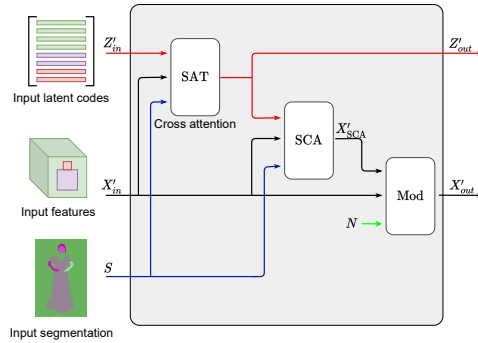 Z'in
Z'out
SAT
Input latent codes
Cross attention
X'SCA
SCA
X'in
X'out
Mod
Input features
N
S
Input segmentation